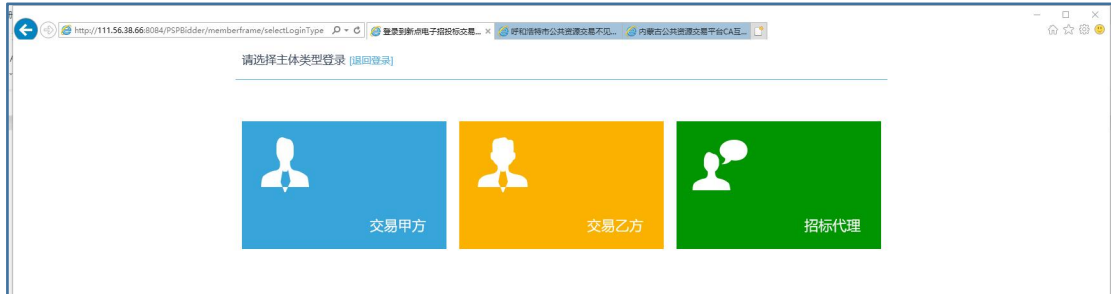 http://111.56.38.66:8084/PSPBidder/memberframe/selectLoginType
登录到新点电子招投标交易...
呼和浩特市公共资源交易不见...
内蒙古公共资源交易平台CA互...
请选择主体类型登录 [退回登录]
交易甲方
交易乙方
招标代理